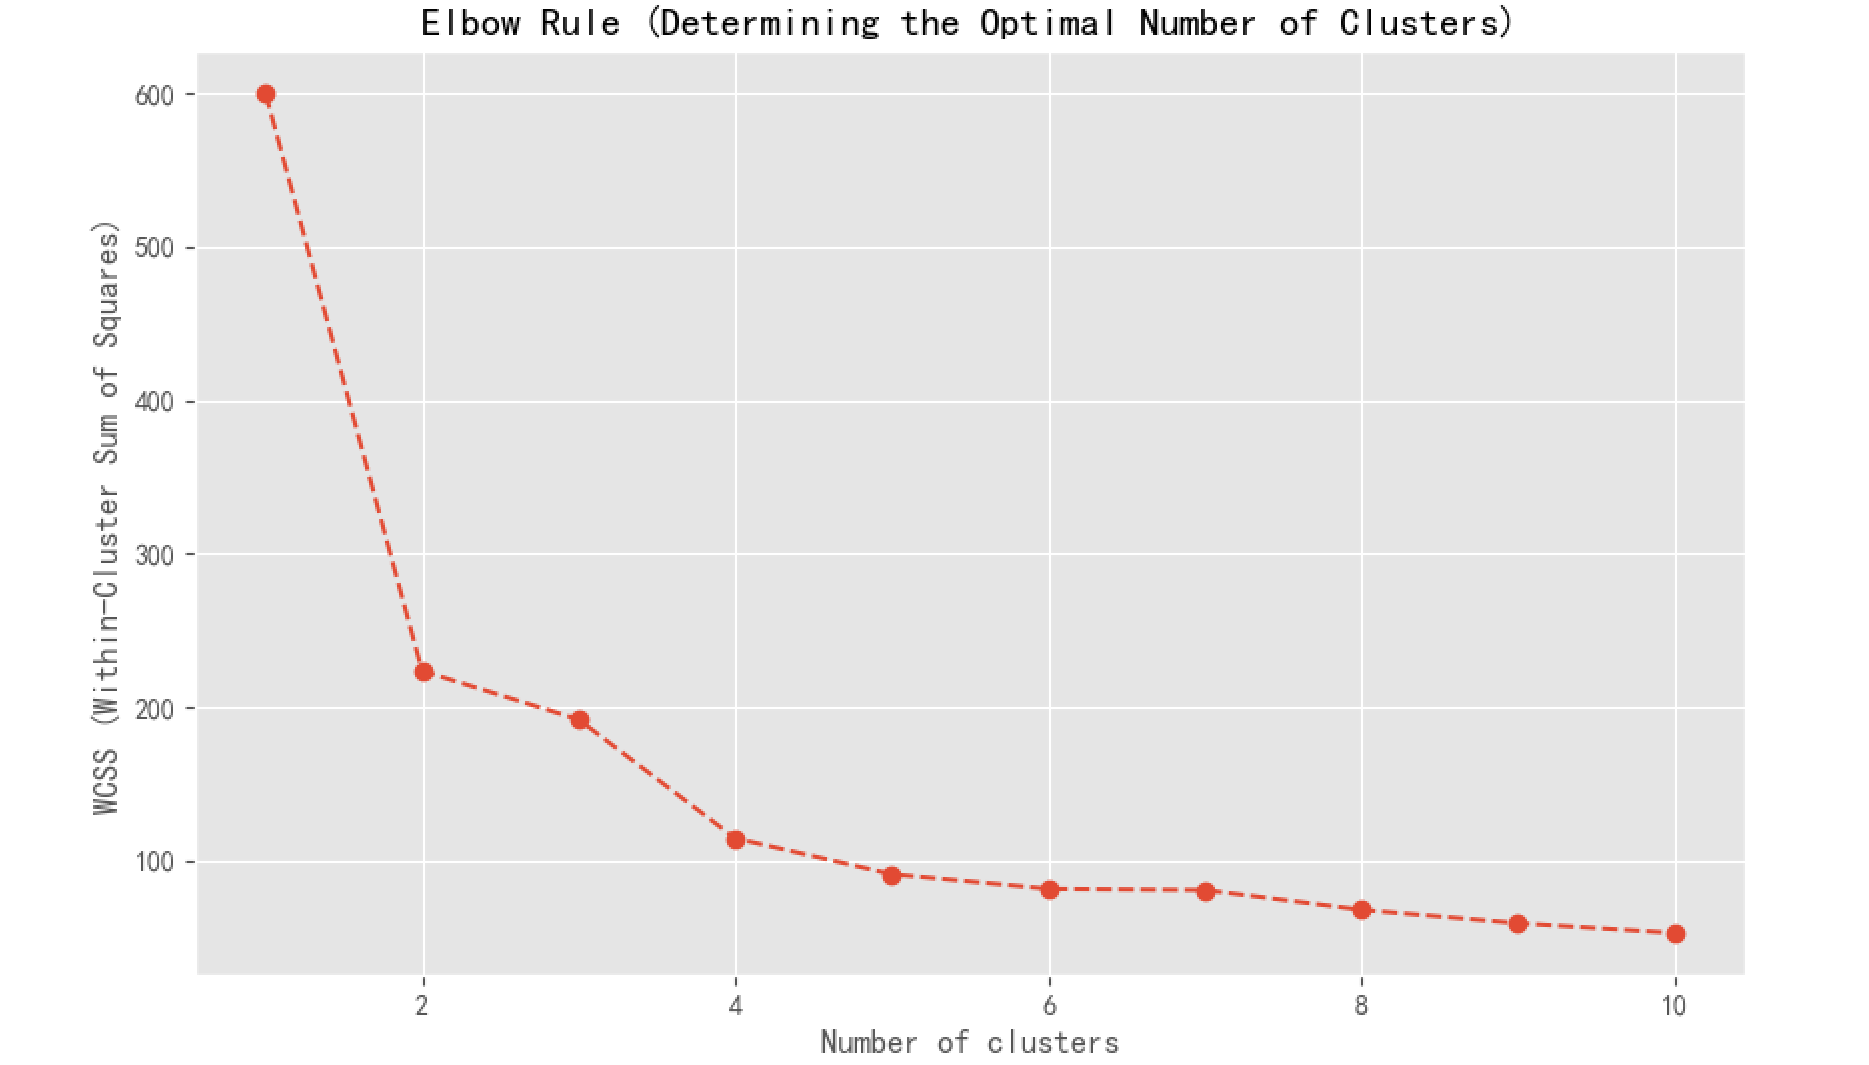 Elbow Rule (Determining the Optimal Number of Clusters)
WCSS (Within-Cluster Sum of Squares)
600
500
400
300
200
100
2 4 6 8 10
Number of clusters